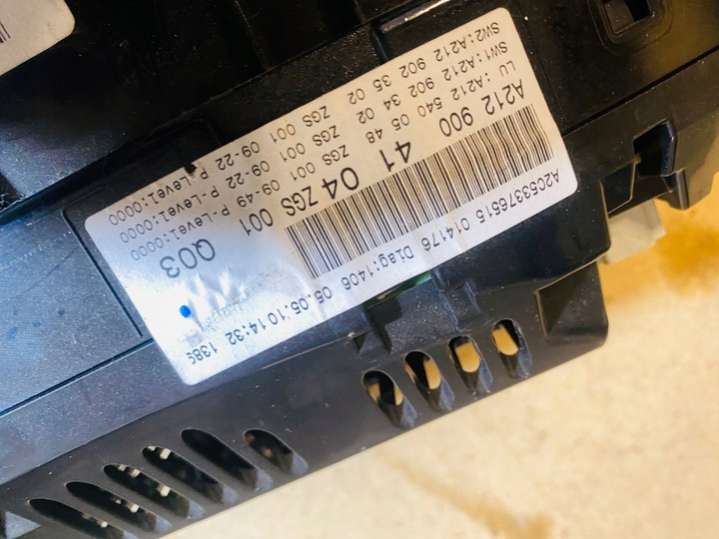 A2C53376515 014176 Diag:1406 05.05:10 14:32 1389
A212 900 41 04 ZGS 001 Q03
LU :A212 540 05 48 ZGS 001 09-49 P-Level:0000
SW1:A212 902 34 02 ZGS 001 09-22 P-Level:0000
SW2:A212 902 35 02 ZGS 001 09-22 P-Level:0000